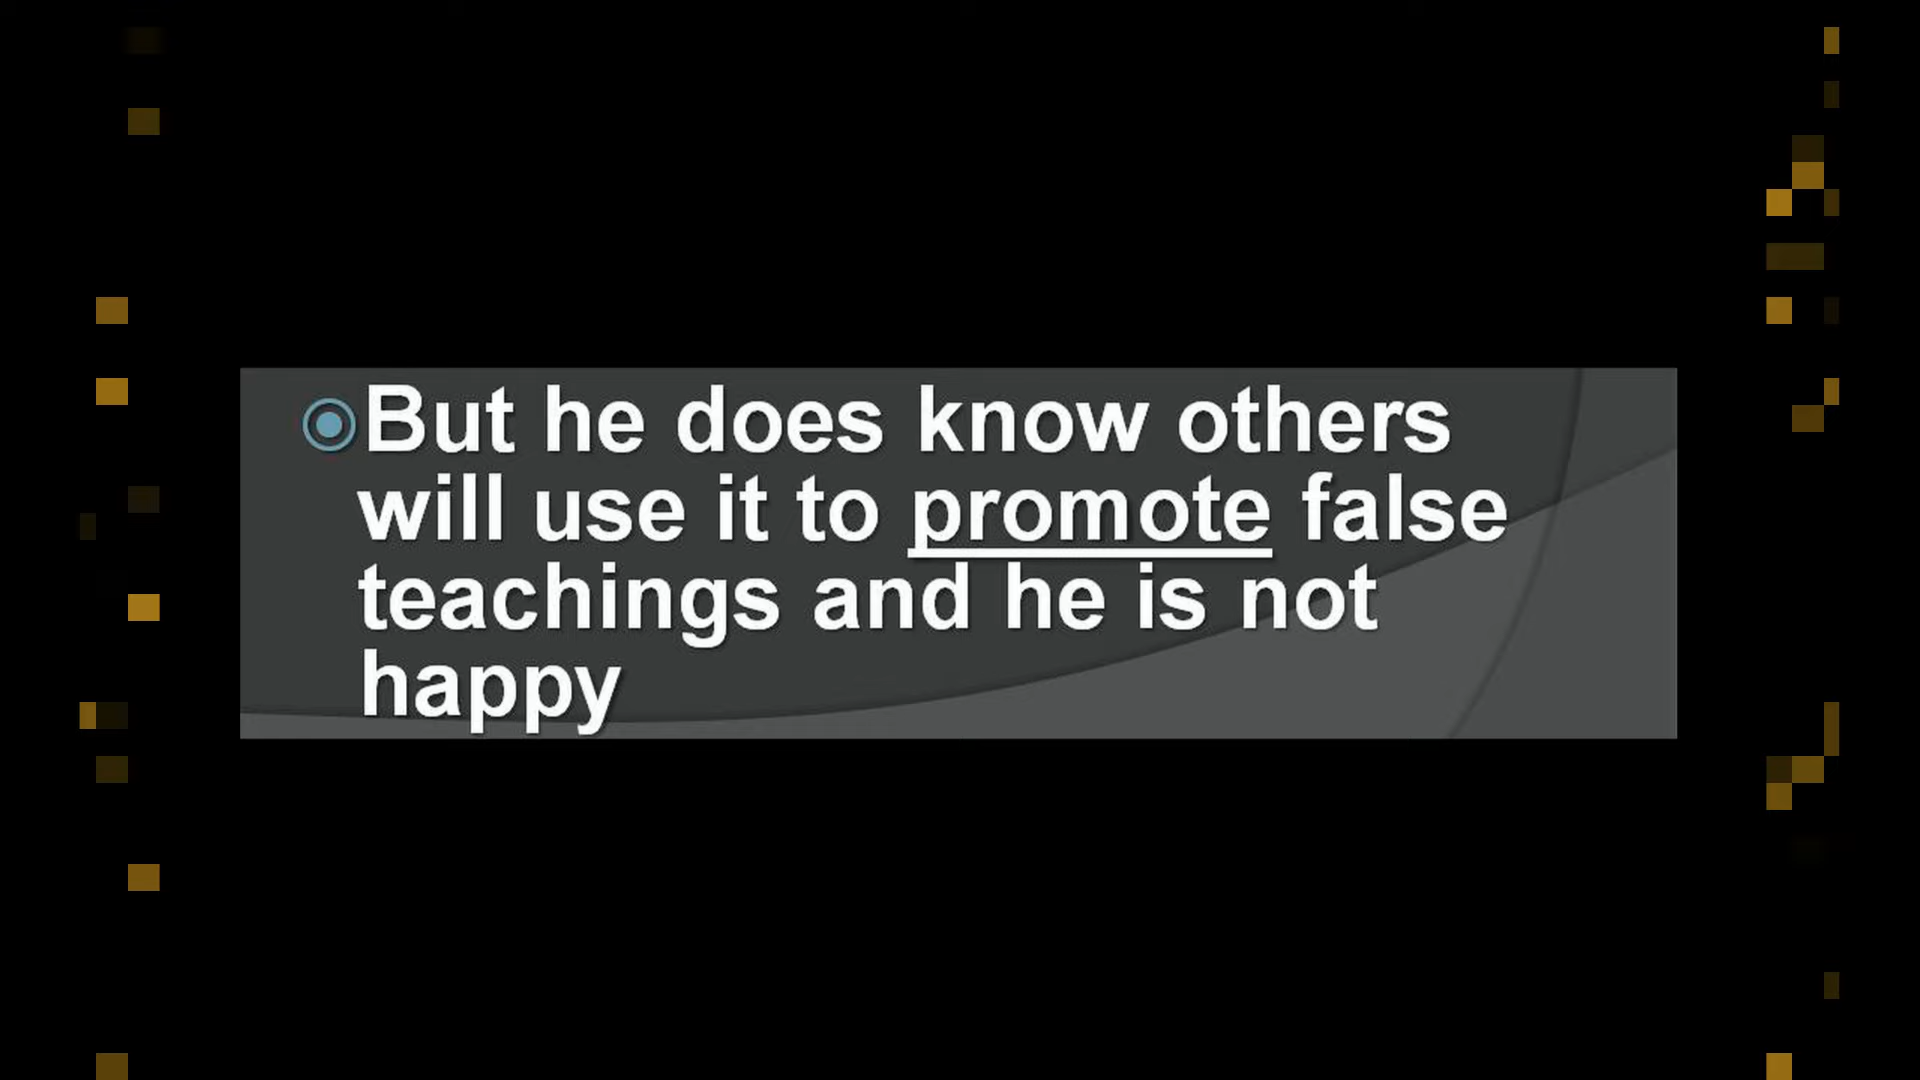 But he does know others
will use it to promote false
teachings and he is not
happy